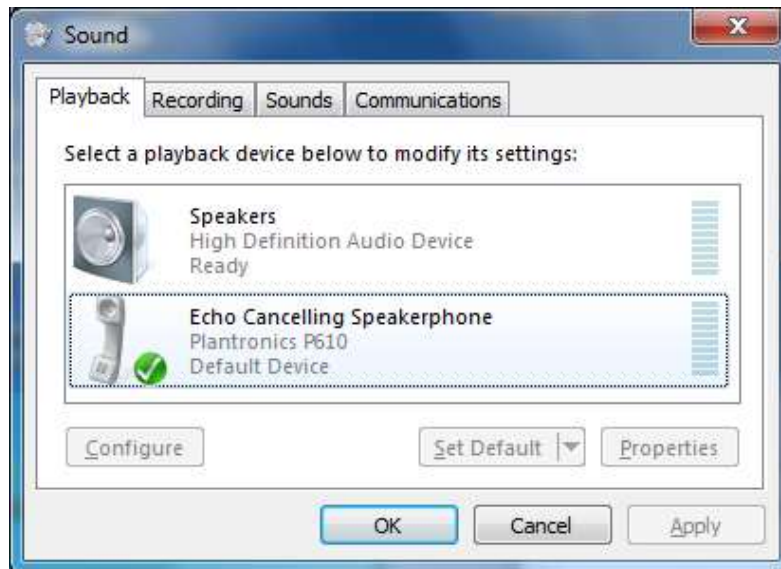 Sound
Playback Recording Sounds Communications
Select a playback device below to modify its settings:
Speakers
High Definition Audio Device
Ready
Echo Cancelling Speakerphone
Plantronics P610
Default Device
Configure Set Default Properties
OK Cancel Apply